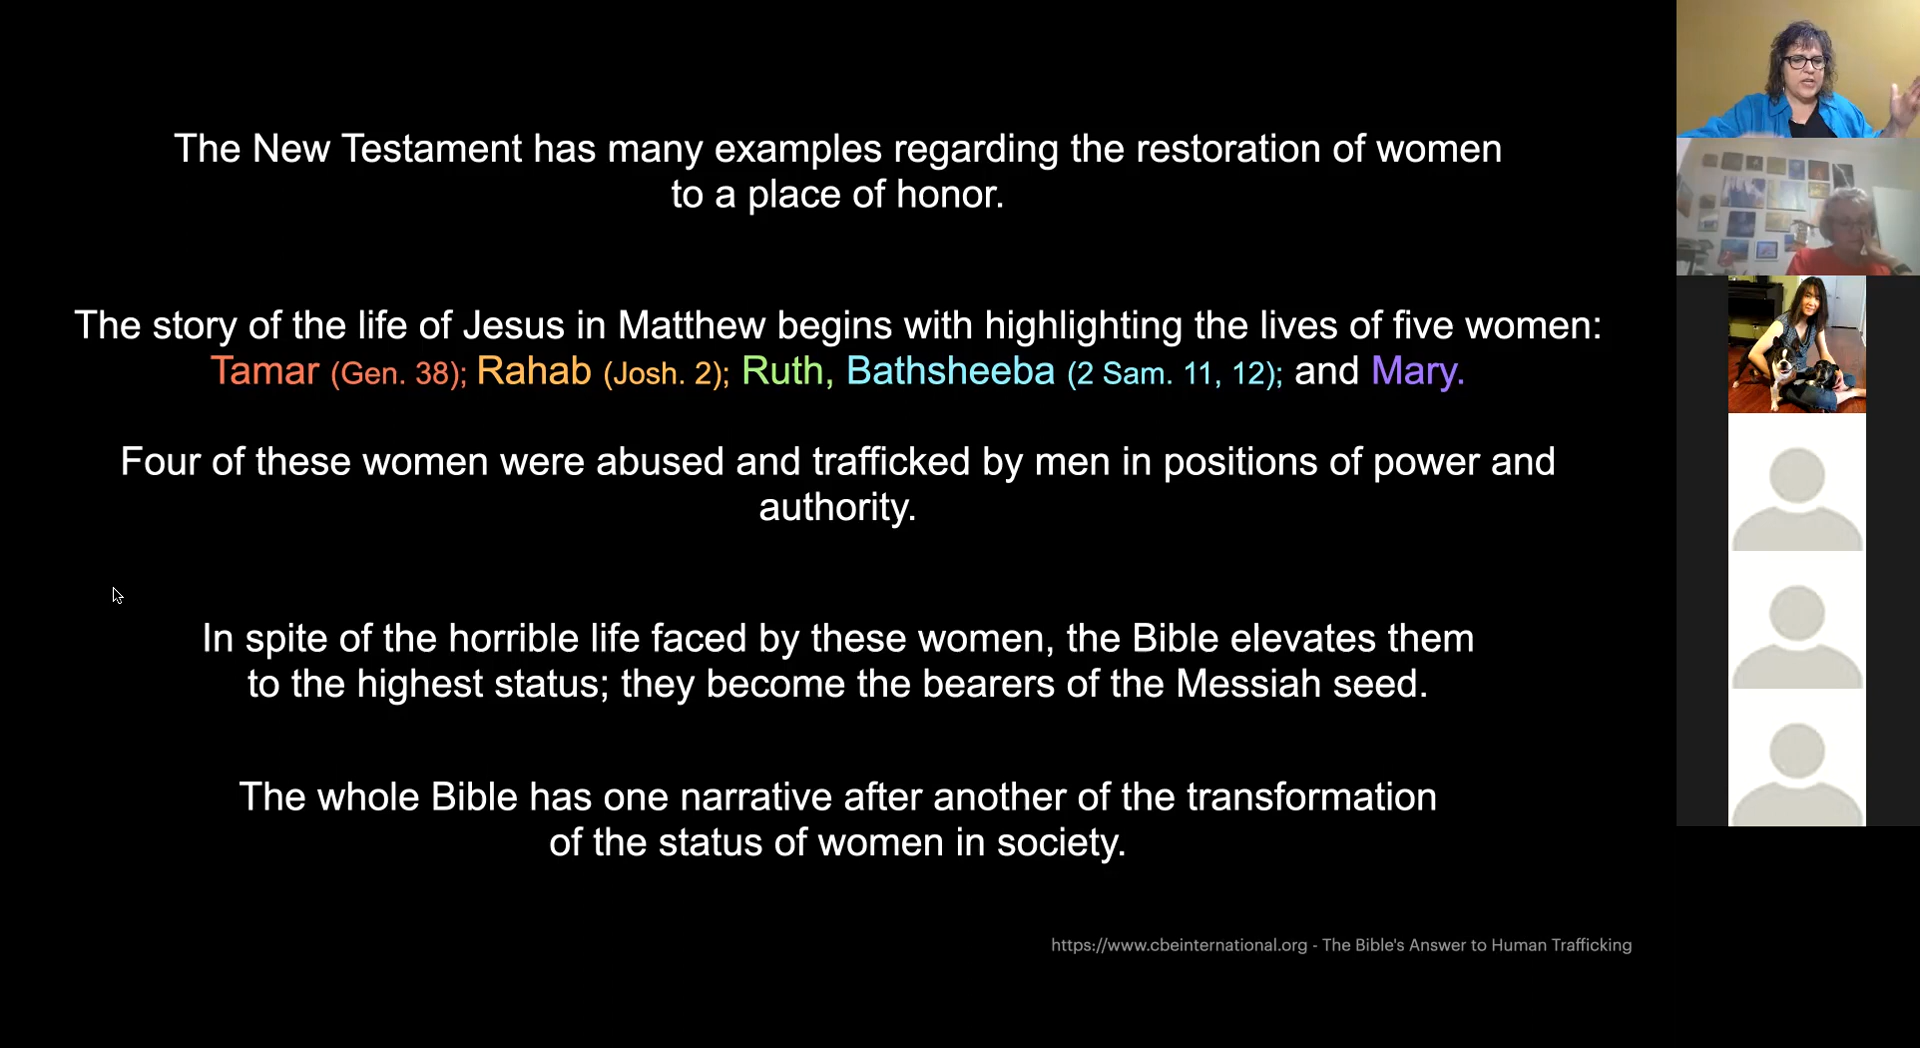 The New Testament has many examples regarding the restoration of women
to a place of honor.
The story of the life of Jesus in Matthew begins with highlighting the lives of five women:
Tamar (Gen. 38); Rahab (Josh. 2); Ruth, Bathsheeba (2 Sam. 11, 12); and Mary.
Four of these women were abused and trafficked by men in positions of power and
authority.
In spite of the horrible life faced by these women, the Bible elevates them
to the highest status; they become the bearers of the Messiah seed.
The whole Bible has one narrative after another of the transformation
of the status of women in society.
https://www.cbeinternational.org - The Bible's Answer to Human Trafficking